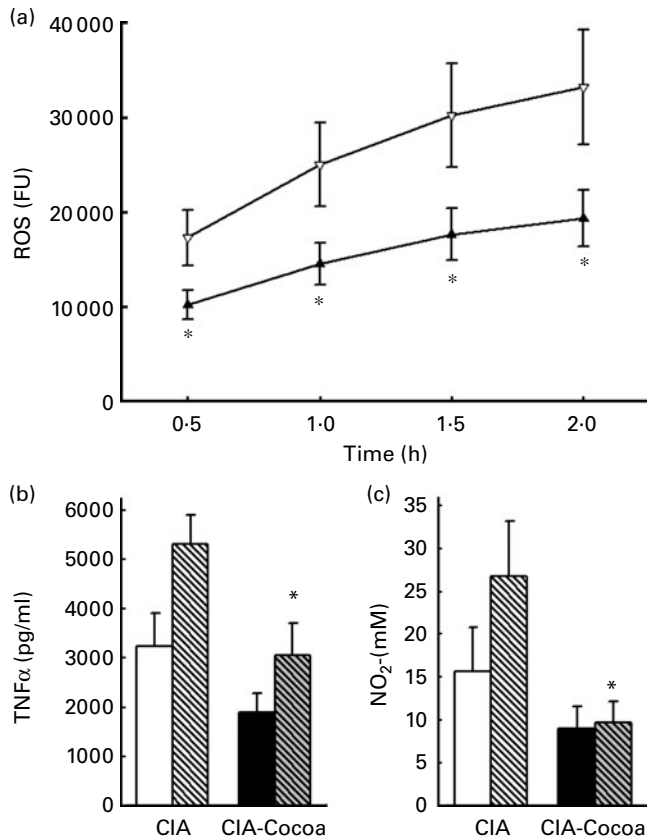 (a)
40 000
30 000
20 000
10 000
0
ROS (FU)
* * * *
0·5 1·0 1·5 2·0
Time (h)
(b)
6000
5000
4000
3000
2000
1000
0
TNFα (pg/ml)
*
CIA CIA-Cocoa
(c)
35
30
25
20
15
10
5
0
NO₂-(mM)
*
CIA CIA-Cocoa